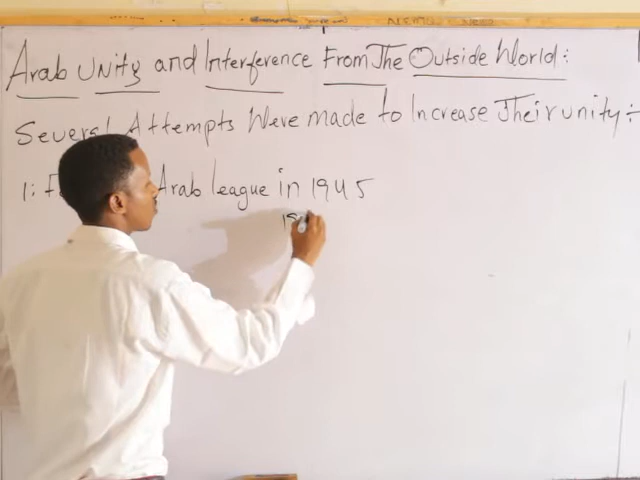 Arab Unity and Interference From The Outside World:
Several Attempts Were made to Increase Their unity ÷
1: Arab league in 1945